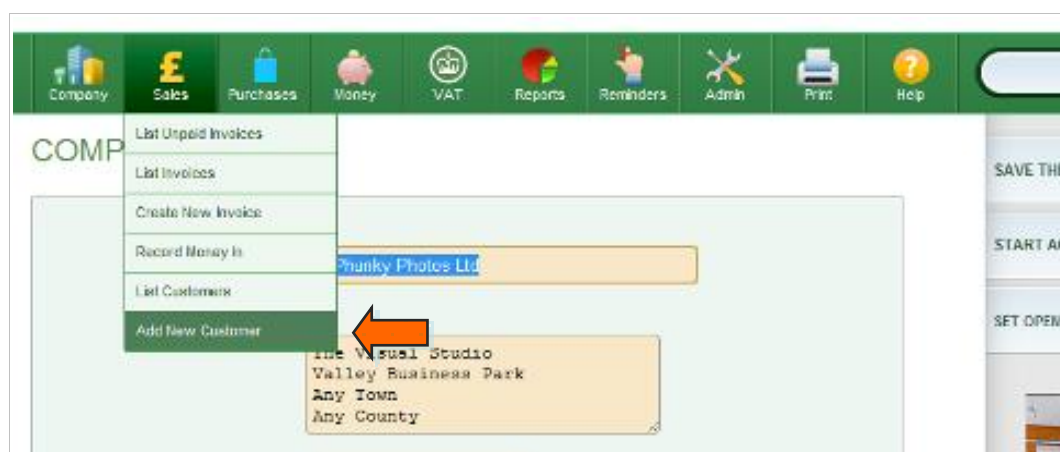 Company Sales Purchases Money VAT Reports Reminders Admin Print Help
List Unpaid Invoices
COMP
List Invoices
SAVE THI
Create New Invoice
Record Money In
START A
Phunky Photos Ltd
List Customers
Add New Customer
SET OPEN
The Visual Studio
Valley Business Park
Any Town
Any County